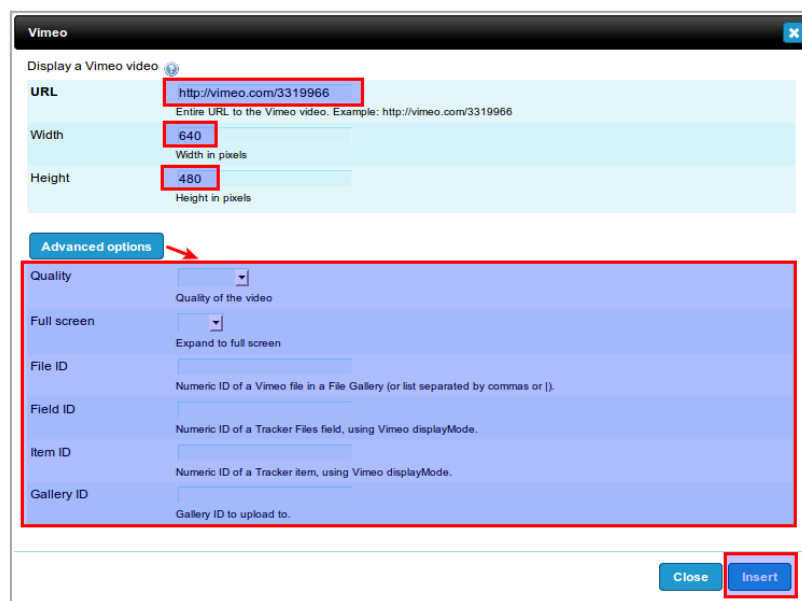 Vimeo
Display a Vimeo video
URL http://vimeo.com/3319966
Entire URL to the Vimeo video. Example: http://vimeo.com/3319966
Width 640
Width in pixels
Height 480
Height in pixels
Advanced options
Quality
Quality of the video
Full screen
Expand to full screen
File ID
Numeric ID of a Vimeo file in a File Gallery (or list separated by commas or |).
Field ID
Numeric ID of a Tracker Files field, using Vimeo displayMode.
Item ID
Numeric ID of a Tracker item, using Vimeo displayMode.
Gallery ID
Gallery ID to upload to.
Close Insert